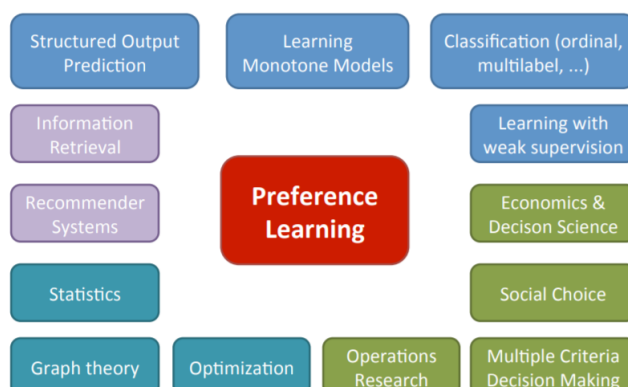 Structured Output
Prediction
Learning
Monotone Models
Classification (ordinal,
multilabel, ...)
Information
Retrieval
Learning with
weak supervision
Preference
Learning
Recommender
Systems
Economics &
Decison Science
Statistics
Social Choice
Graph theory
Optimization
Operations
Research
Multiple Criteria
Decision Making